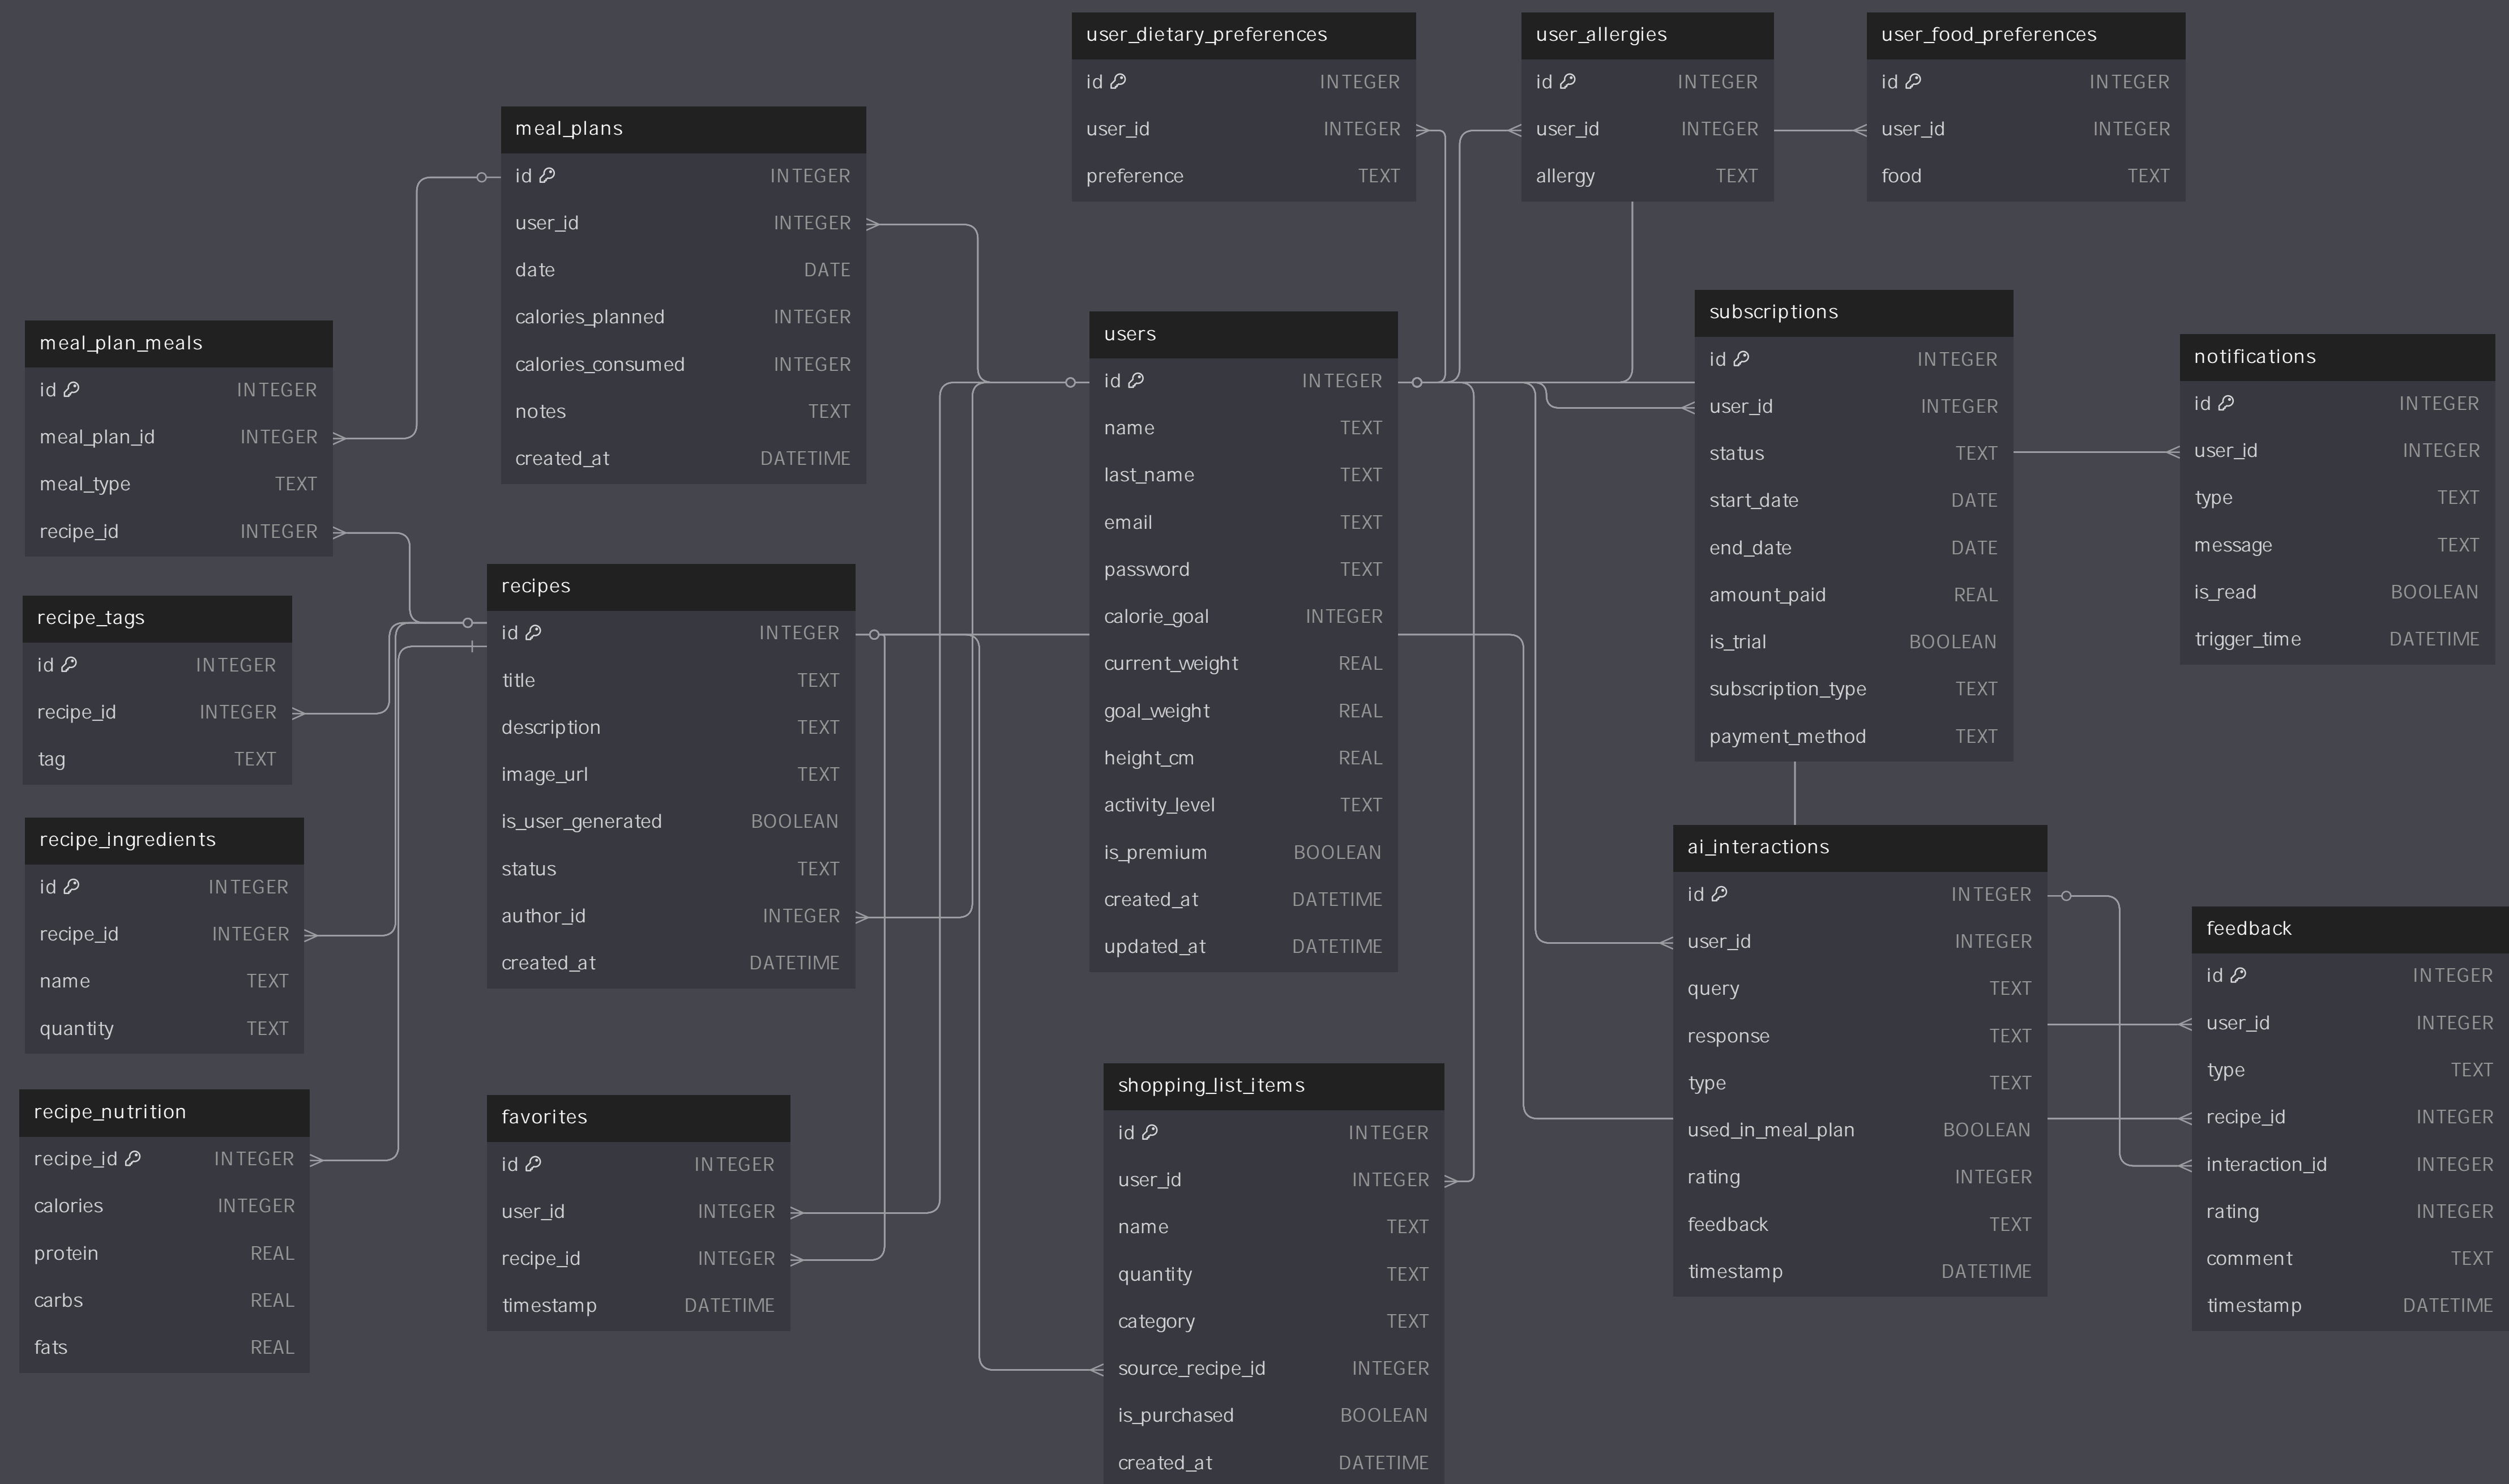 user_dietary_preferences
id INTEGER
user_id INTEGER
preference TEXT
user_allergies
id INTEGER
user_id INTEGER
allergy TEXT
user_food_preferences
id INTEGER
user_id INTEGER
food TEXT
meal_plans
id INTEGER
user_id INTEGER
date DATE
calories_planned INTEGER
calories_consumed INTEGER
notes TEXT
created_at DATETIME
meal_plan_meals
id INTEGER
meal_plan_id INTEGER
meal_type TEXT
recipe_id INTEGER
users
id INTEGER
name TEXT
last_name TEXT
email TEXT
password TEXT
calorie_goal INTEGER
current_weight REAL
goal_weight REAL
height_cm REAL
activity_level TEXT
is_premium BOOLEAN
created_at DATETIME
updated_at DATETIME
subscriptions
id INTEGER
user_id INTEGER
status TEXT
start_date DATE
end_date DATE
amount_paid REAL
is_trial BOOLEAN
subscription_type TEXT
payment_method TEXT
notifications
id INTEGER
user_id INTEGER
type TEXT
message TEXT
is_read BOOLEAN
trigger_time DATETIME
recipe_tags
id INTEGER
recipe_id INTEGER
tag TEXT
recipes
id INTEGER
title TEXT
description TEXT
image_url TEXT
is_user_generated BOOLEAN
status TEXT
author_id INTEGER
created_at DATETIME
recipe_ingredients
id INTEGER
recipe_id INTEGER
name TEXT
quantity TEXT
ai_interactions
id INTEGER
user_id INTEGER
query TEXT
response TEXT
type TEXT
used_in_meal_plan BOOLEAN
rating INTEGER
feedback TEXT
timestamp DATETIME
feedback
id INTEGER
user_id INTEGER
type TEXT
recipe_id INTEGER
interaction_id INTEGER
rating INTEGER
comment TEXT
timestamp DATETIME
recipe_nutrition
recipe_id INTEGER
calories INTEGER
protein REAL
carbs REAL
fats REAL
favorites
id INTEGER
user_id INTEGER
recipe_id INTEGER
timestamp DATETIME
shopping_list_items
id INTEGER
user_id INTEGER
name TEXT
quantity TEXT
category TEXT
source_recipe_id INTEGER
is_purchased BOOLEAN
created_at DATETIME